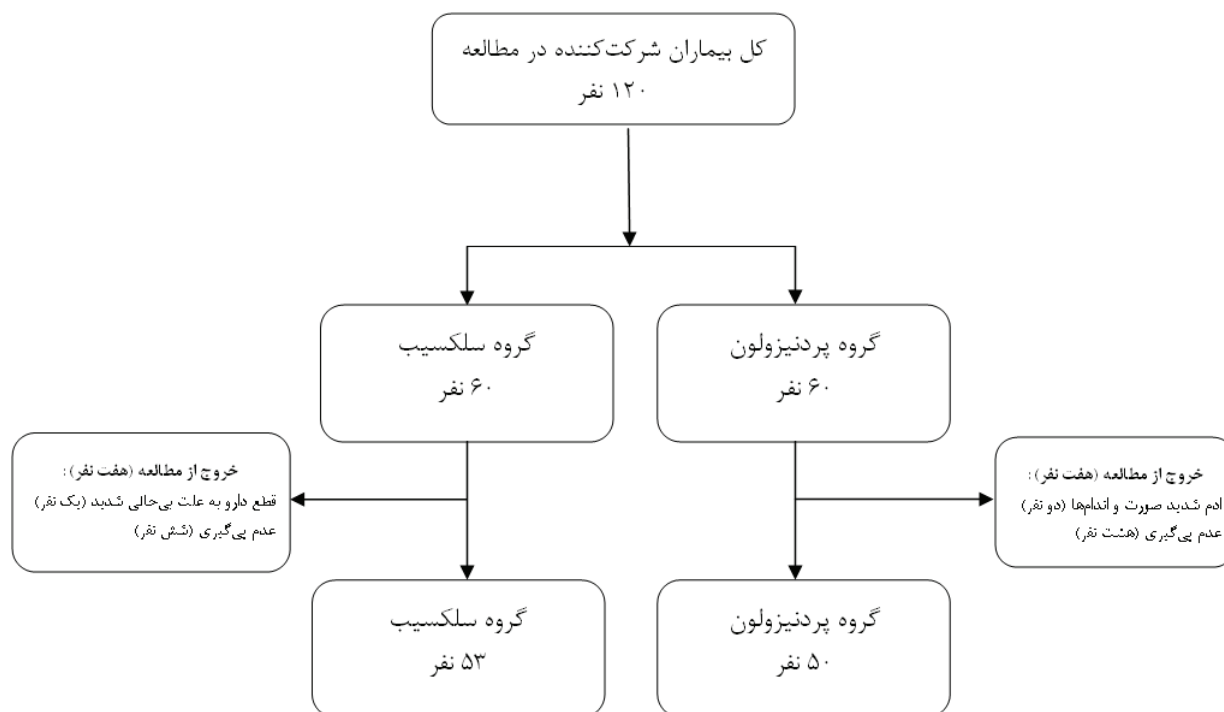 کل بیماران شرکت‌کننده در مطالعه
۱۲۰ نفر
گروه پردنیزولون
۶۰ نفر
گروه سلکسیب
۶۰ نفر
خروج از مطالعه (هفت نفر):
ادم شدید صورت و اندام‌ها (دو نفر)
عدم پی‌گیری (هشت نفر)
خروج از مطالعه (هفت نفر):
قطع دارو به علت بی‌حالی شدید (یک نفر)
عدم پی‌گیری (شش نفر)
گروه پردنیزولون
۵۰ نفر
گروه سلکسیب
۵۳ نفر